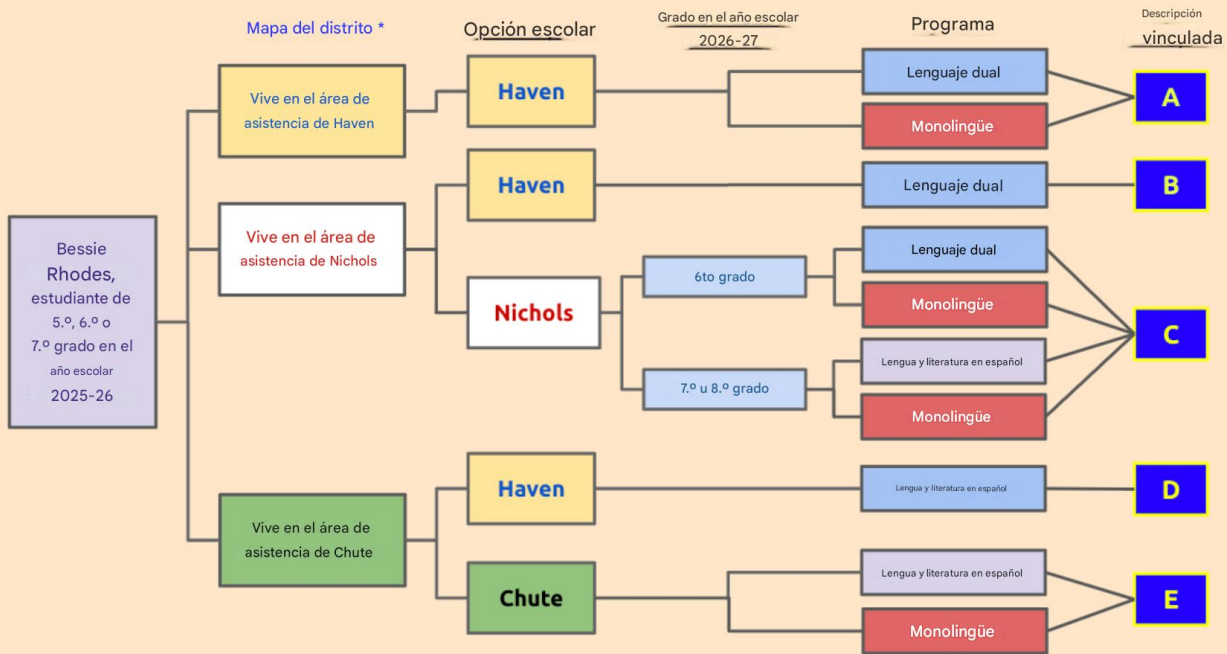 Mapa del distrito *
Opción escolar
Grado en el año escolar
2026-27
Programa
Descripción
vinculada
Bessie
Rhodes,
estudiante de
5.º, 6.º o
7.º grado en el
año escolar
2025-26
Vive en el área de
asistencia de Haven
Haven
Lenguaje dual
Monolingüe
A
Vive en el área de
asistencia de Nichols
Haven
Lenguaje dual
B
Nichols
6to grado
Lenguaje dual
Monolingüe
7.º u 8.º grado
Lengua y literatura en español
Monolingüe
C
Vive en el área de
asistencia de Chute
Haven
Lengua y literatura en español
D
Chute
Lengua y literatura en español
Monolingüe
E